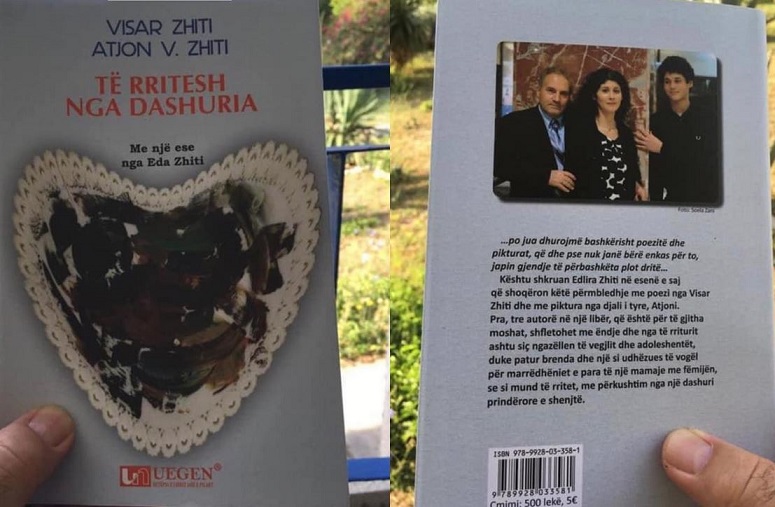 VISAR ZHITI
ATJON V. ZHITI
TË RRITESH
NGA DASHURIA
Me një ese
nga Eda Zhiti
UEGEN®
Foto: Soela Zani
...po jua dhurojmë bashkërisht poezitë dhe
pikturat, që dhe pse nuk janë bërë enkas për to,
japin gjendje të përbashkëta plot dritë...
Kështu shkruan Edlira Zhiti në esenë e saj
që shoqëron këtë përmbledhje me poezi nga Visar
Zhiti dhe me piktura nga djali i tyre, Atjoni.
Pra, tre autorë në një libër, që është për të gjitha
moshat, shfletohet me ëndje dhe nga të rriturit
ashtu siç ngazëllen të vegjlit dhe adoleshentët,
duke patur brenda dhe një si udhëzues të vogël
për marrëdhëniet e para të një mamaje me fëmijën,
se si mund të rritet, me përkushtim nga një dashuri
prindërore e shenjtë.
ISBN 978-9928-03-358-1
9 789928 033581
Çmimi: 500 lekë, 5€